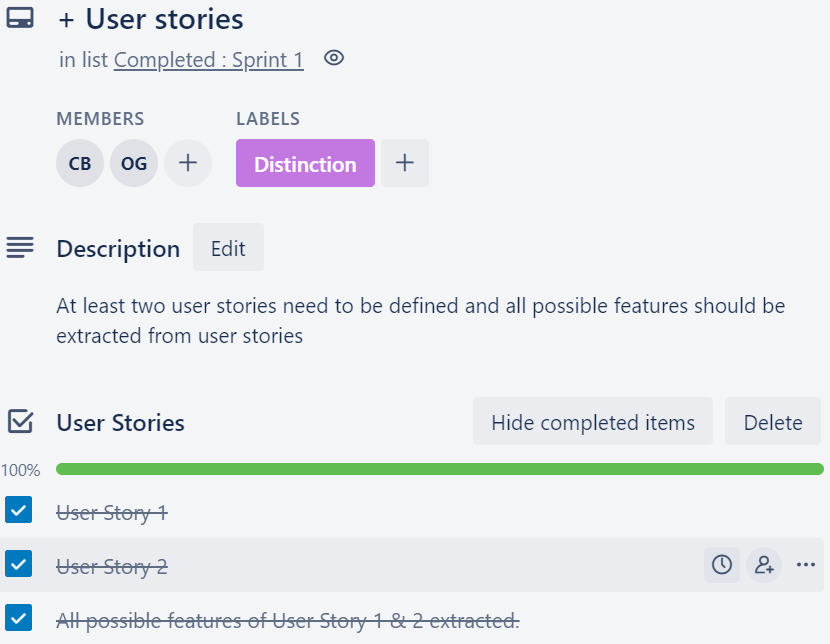 + User stories
in list Completed : Sprint 1
MEMBERS LABELS
CB OG + Distinction +
Description Edit
At least two user stories need to be defined and all possible features should be
extracted from user stories
User Stories Hide completed items Delete
100%
User Story 1
User Story 2
All possible features of User Story 1 & 2 extracted.